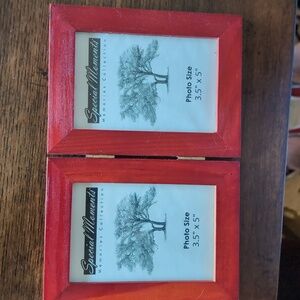 Special Moments
Memories Collection
Photo Size
3.5" x 5"
Special Moments
Memories Collection
Photo Size
3.5" x 5"